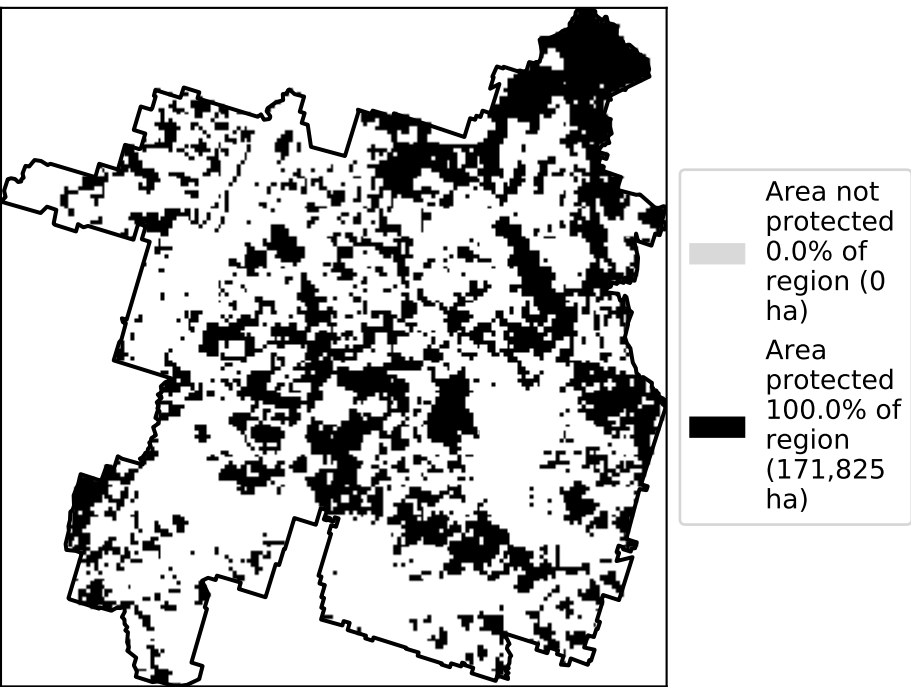 Area not
protected
0.0% of
region (0
ha)
Area
protected
100.0% of
region
(171,825
ha)